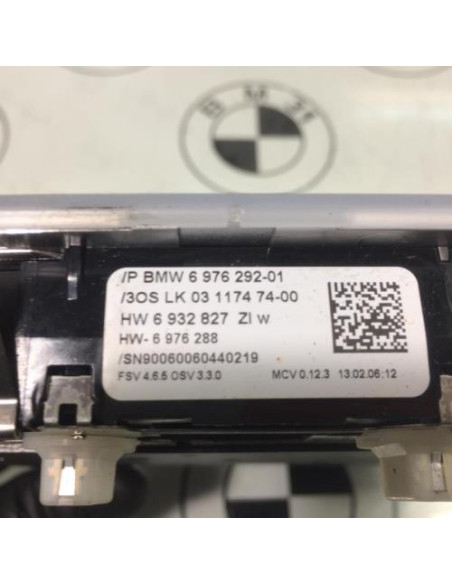 BMW
/P BMW 6 976 292-01
/3OS LK 03 1174 74-00
HW 6 932 827 ZI w
HW- 6 976 288
/SN90060060440219
FSV 4.6.5 OSV 3.3.0 MCV 0.12.3 13.02.06:12